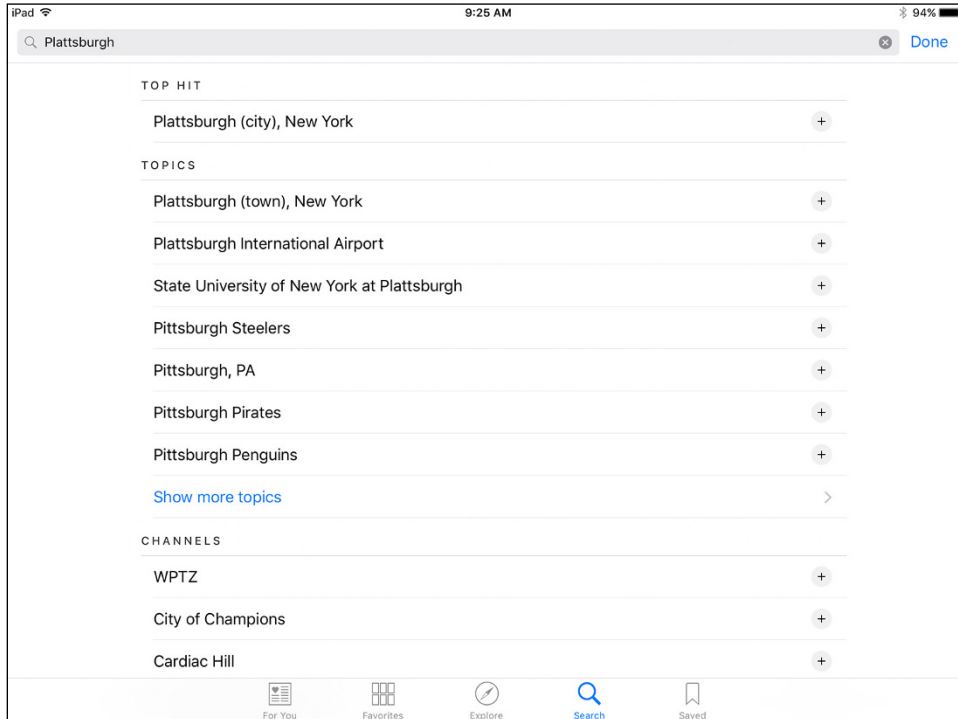 iPad 9:25 AM 94%
Plattsburgh Done
TOP HIT
Plattsburgh (city), New York
TOPICS
Plattsburgh (town), New York
Plattsburgh International Airport
State University of New York at Plattsburgh
Pittsburgh Steelers
Pittsburgh, PA
Pittsburgh Pirates
Pittsburgh Penguins
Show more topics
CHANNELS
WPTZ
City of Champions
Cardiac Hill
For You Favorites Explore Search Saved